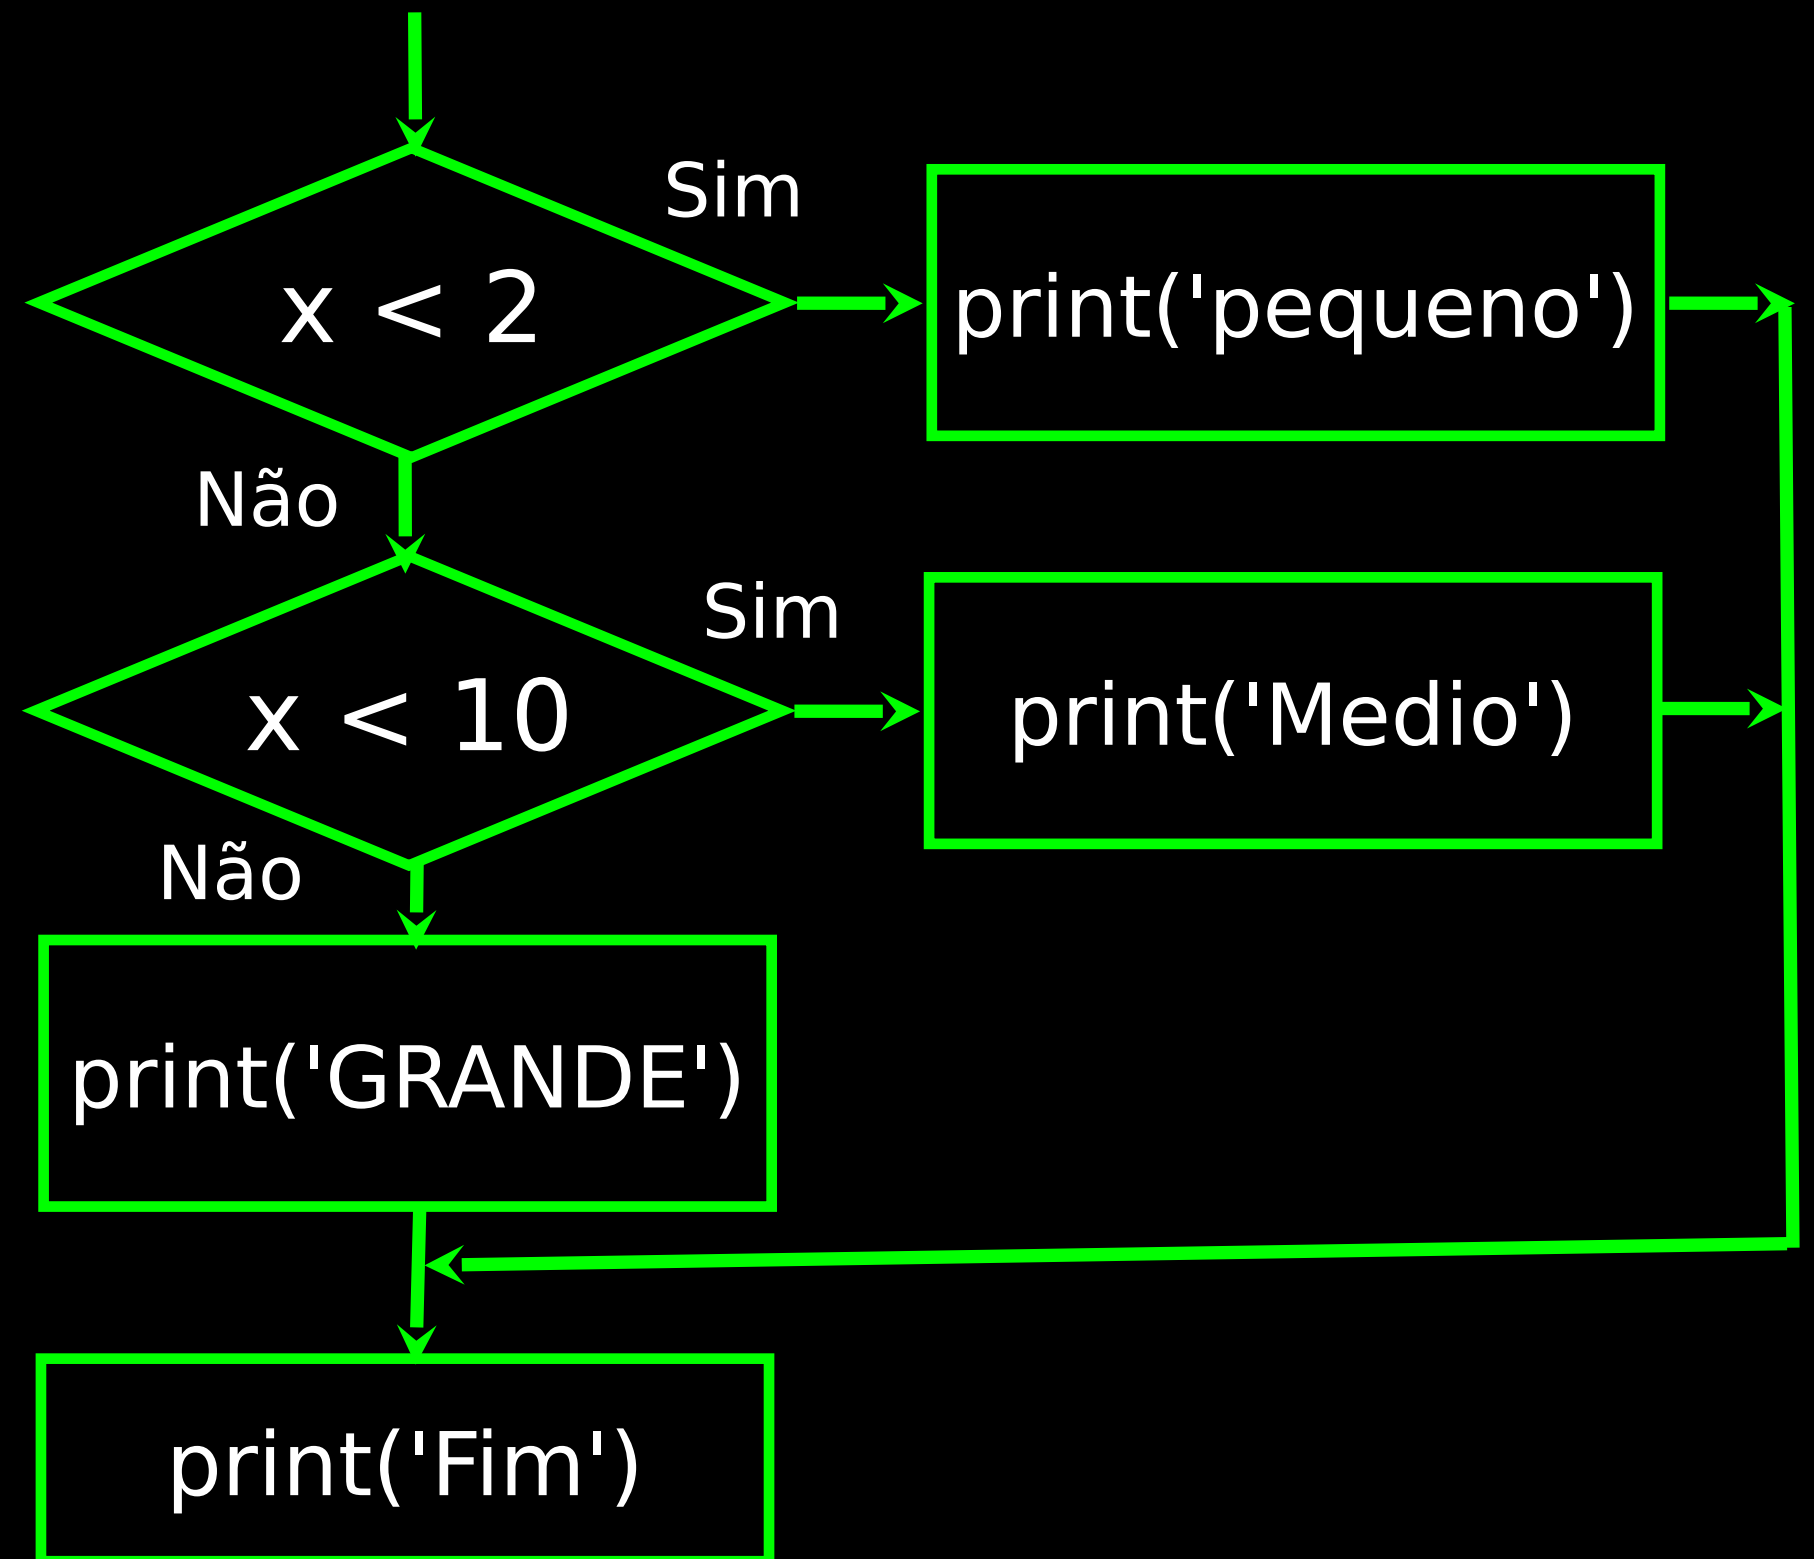 Sim
x < 2
print('pequeno')
Não
Sim
x < 10
print('Medio')
Não
print('GRANDE')
print('Fim')